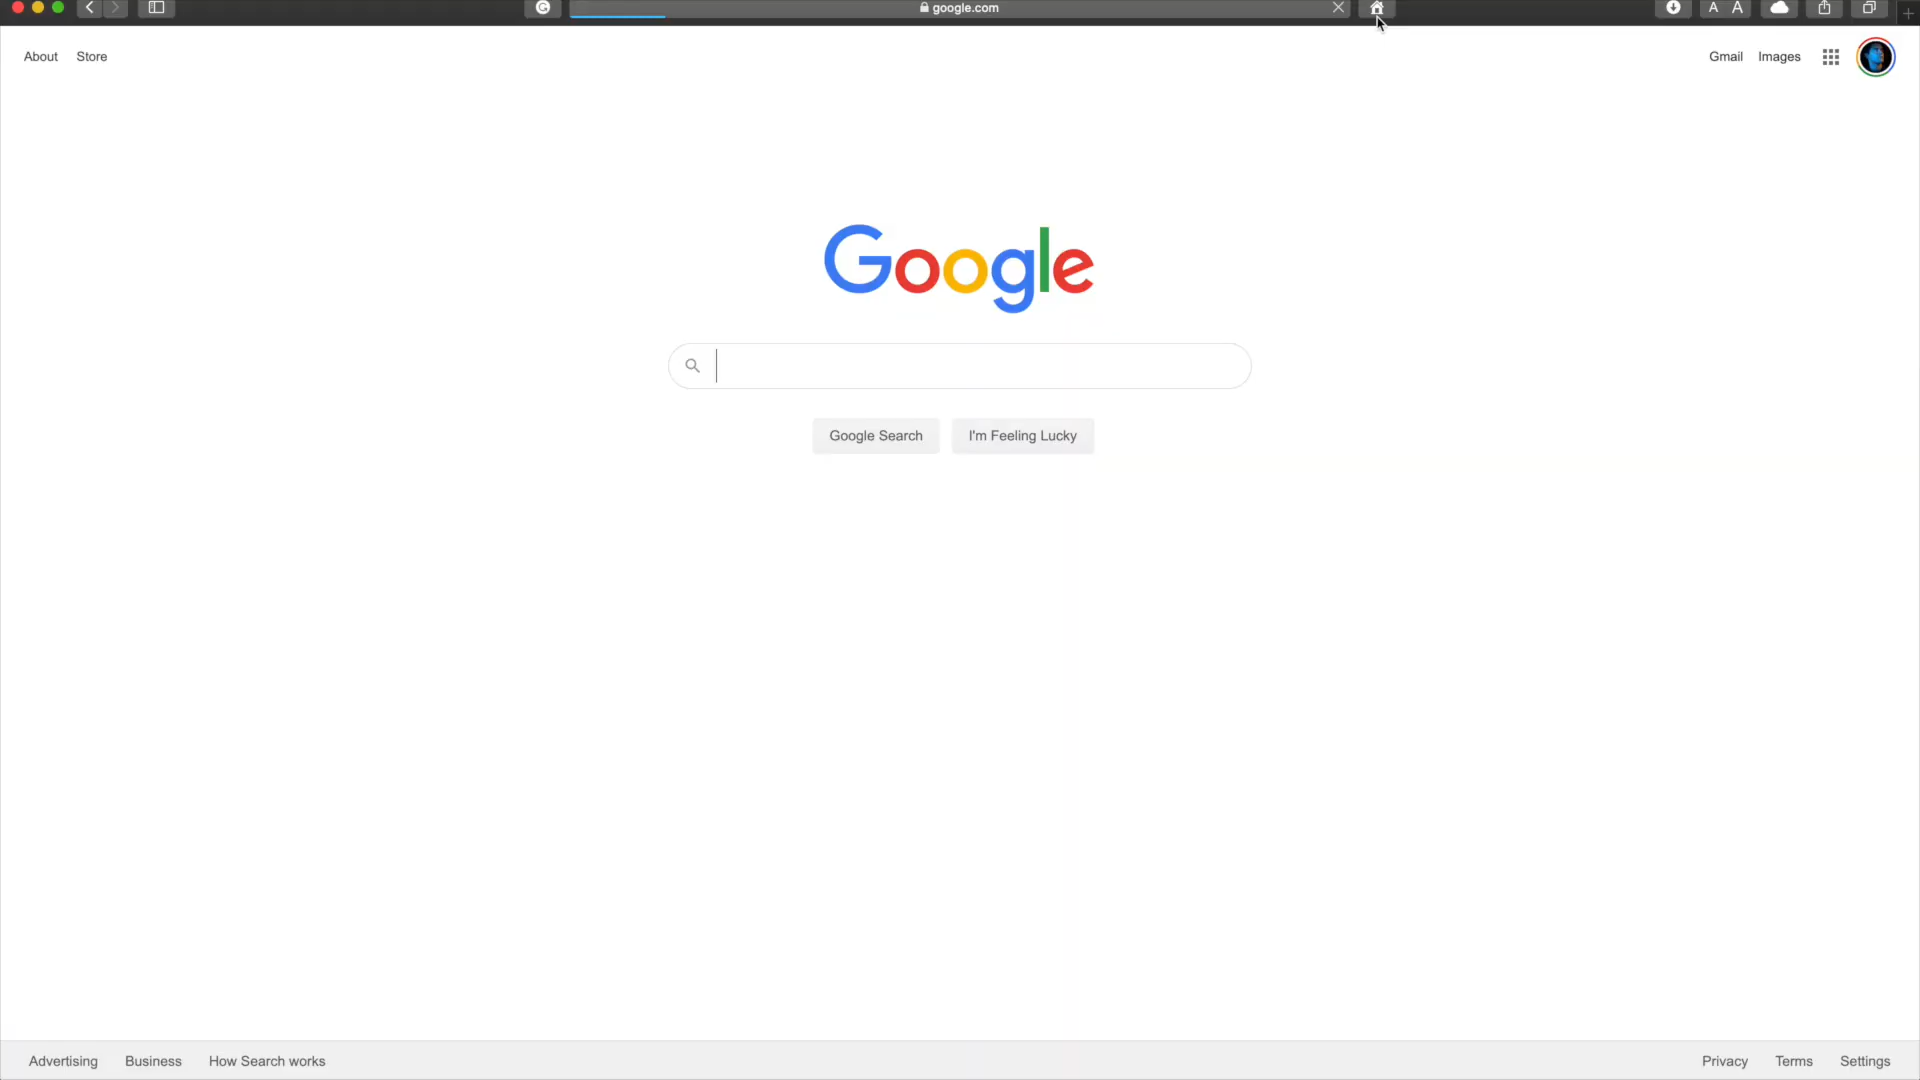 google.com
A A
About Store
Gmail Images
Google
Google Search I'm Feeling Lucky
Advertising Business How Search works
Privacy Terms Settings